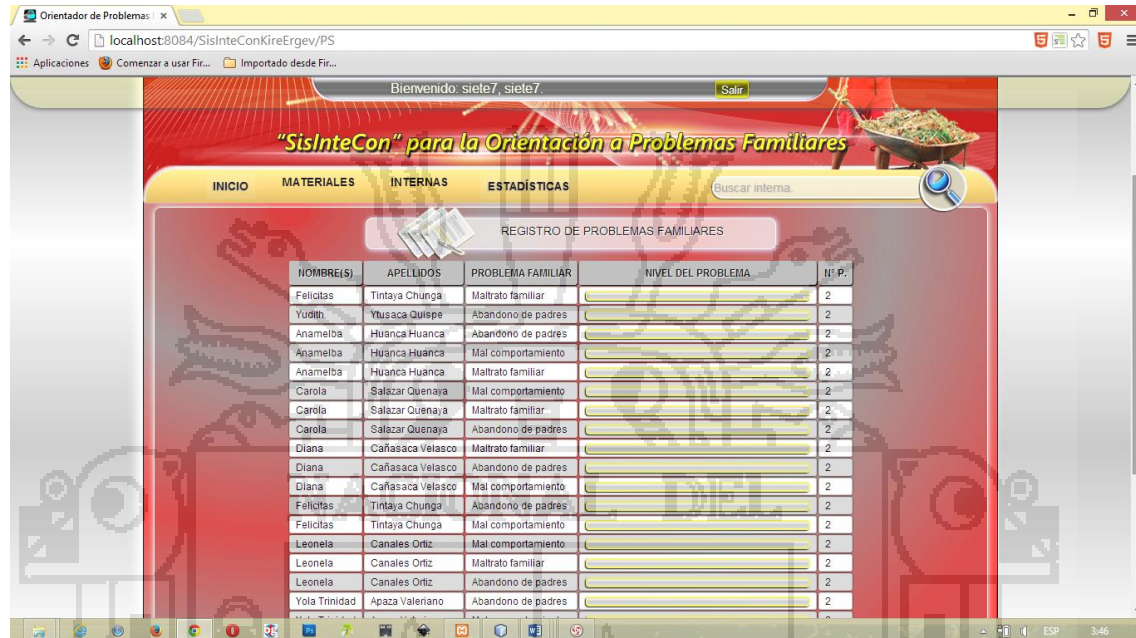 Orientador de Problemas
localhost:8084/SisInteConKireErgev/PS
Aplicaciones Comenzar a usar Fir... Importado desde Fir...
Bienvenido: siete7, siete7. Salir
"SisInteCon" para la Orientación a Problemas Familiares
INICIO MATERIALES INTERNAS ESTADÍSTICAS Buscar interna.
REGISTRO DE PROBLEMAS FAMILIARES
NOMBRE(S) APELLIDOS PROBLEMA FAMILIAR NIVEL DEL PROBLEMA Nº P.
Felicitas Tintaya Chunga Maltrato familiar 2
Yudith Ytusaca Quispe Abandono de padres 2
Anamelba Huanca Huanca Abandono de padres 2
Anamelba Huanca Huanca Mal comportamiento 2
Anamelba Huanca Huanca Maltrato familiar 2
Carola Salazar Quenaya Mal comportamiento 2
Carola Salazar Quenaya Maltrato familiar 2
Carola Salazar Quenaya Abandono de padres 2
Diana Cañasaca Velasco Maltrato familiar 2
Diana Cañasaca Velasco Abandono de padres 2
Diana Cañasaca Velasco Mal comportamiento 2
Felicitas Tintaya Chunga Abandono de padres 2
Felicitas Tintaya Chunga Mal comportamiento 2
Leonela Canales Ortiz Mal comportamiento 2
Leonela Canales Ortiz Maltrato familiar 2
Leonela Canales Ortiz Abandono de padres 2
Yola Trinidad Apaza Valeriano Abandono de padres 2
NACIONAL DEL
ESP 3:46